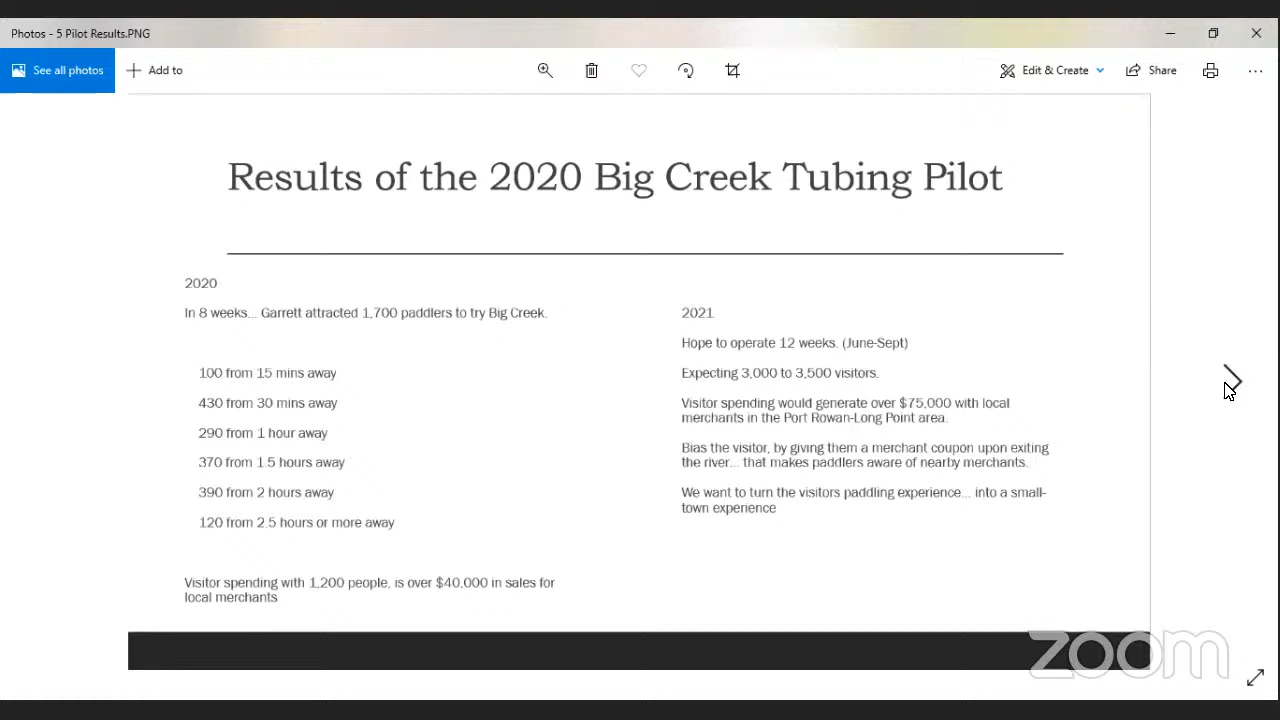 Photos - 5 Pilot Results.PNG
See all photos
Add to
Edit & Create
Share
Results of the 2020 Big Creek Tubing Pilot
2020
In 8 weeks... Garrett attracted 1,700 paddlers to try Big Creek.
100 from 15 mins away
430 from 30 mins away
290 from 1 hour away
370 from 1.5 hours away
390 from 2 hours away
120 from 2.5 hours or more away
Visitor spending with 1,200 people, is over $40,000 in sales for
local merchants
2021
Hope to operate 12 weeks. (June-Sept)
Expecting 3,000 to 3,500 visitors.
Visitor spending would generate over $75,000 with local
merchants in the Port Rowan-Long Point area.
Bias the visitor, by giving them a merchant coupon upon exiting
the river... that makes paddlers aware of nearby merchants.
We want to turn the visitors paddling experience... into a small-
town experience
zoom